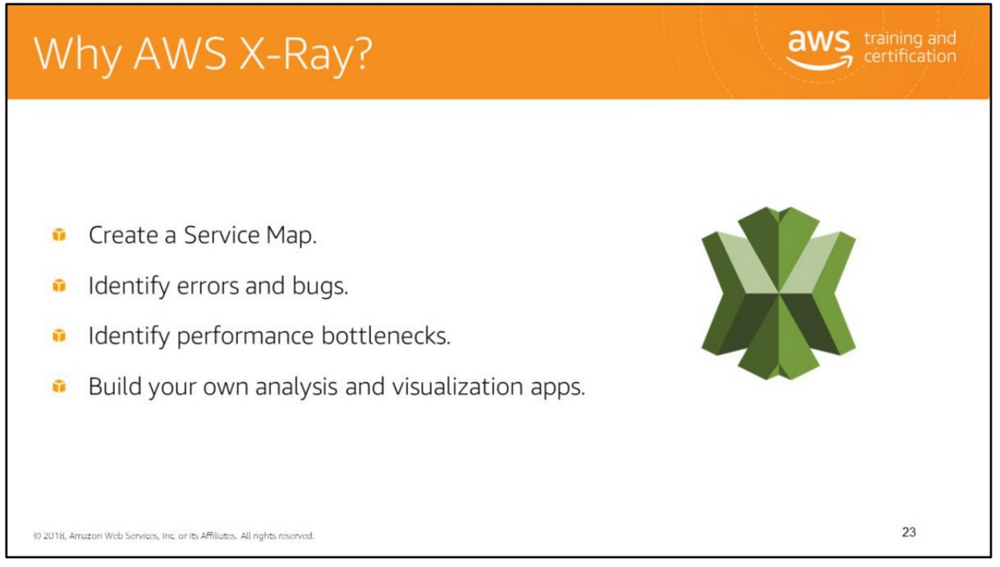 Why AWS X-Ray?
aws training and
certification
Create a Service Map.
Identify errors and bugs.
Identify performance bottlenecks.
Build your own analysis and visualization apps.
© 2018, Amazon Web Services, Inc. or its Affiliates. All rights reserved.
23